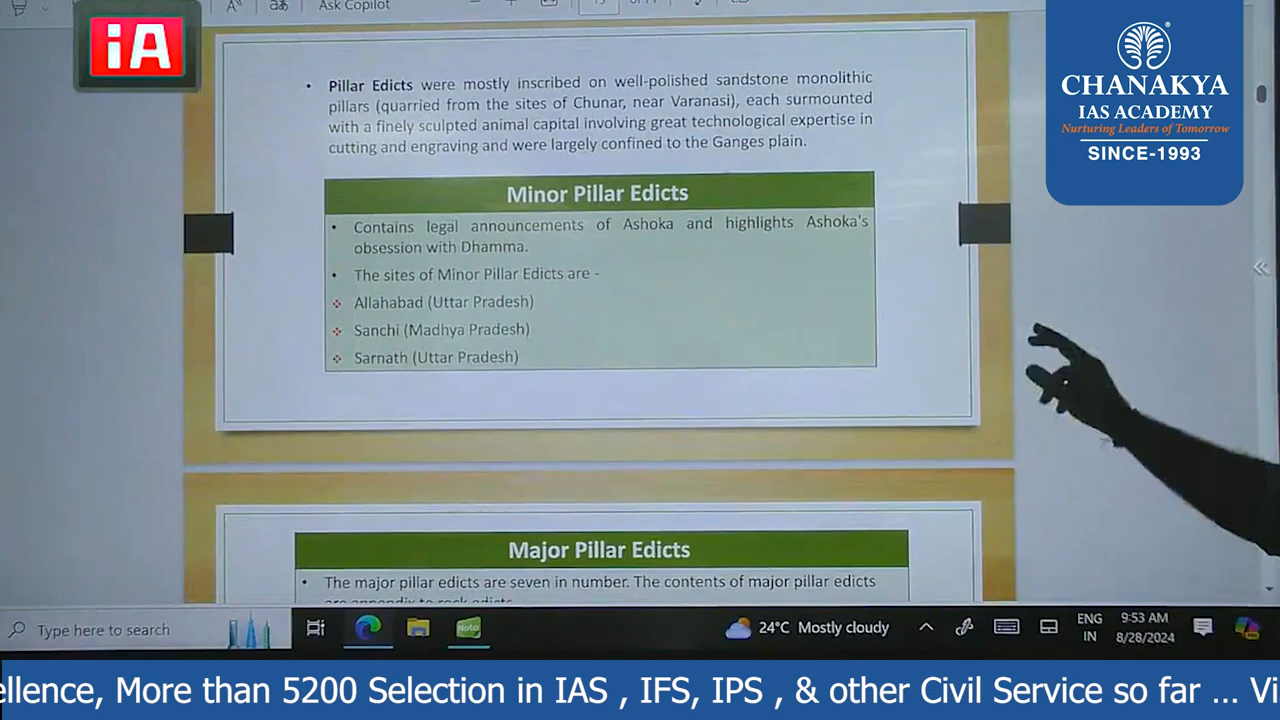 Ask Copilot
iA
CHANAKYA
IAS ACADEMY
Nurturing Leaders of Tomorrow
SINCE-1993
• Pillar Edicts were mostly inscribed on well-polished sandstone monolithic
pillars (quarried from the sites of Chunar, near Varanasi), each surmounted
with a finely sculpted animal capital involving great technological expertise in
cutting and engraving and were largely confined to the Ganges plain.
Minor Pillar Edicts
• Contains legal announcements of Ashoka and highlights Ashoka's
obsession with Dhamma.
• The sites of Minor Pillar Edicts are -
❖ Allahabad (Uttar Pradesh)
❖ Sanchi (Madhya Pradesh)
❖ Sarnath (Uttar Pradesh)
Major Pillar Edicts
• The major pillar edicts are seven in number. The contents of major pillar edicts
Type here to search
Note
24°C Mostly cloudy
ENG
IN
9:53 AM
8/28/2024
ellence, More than 5200 Selection in IAS , IFS, IPS , & other Civil Service so far ... Vi